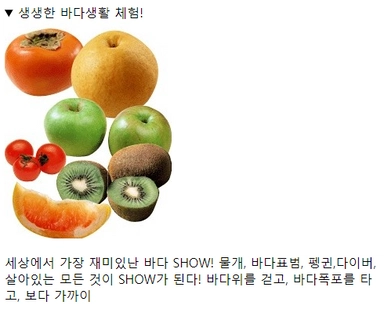 ▼ 생생한 바다생활 체험!
세상에서 가장 재미있난 바다 SHOW! 물개, 바다표범, 펭귄,다이버,
살아있는 모든 것이 SHOW가 된다! 바다위를 걷고, 바다폭포를 타
고, 보다 가까이